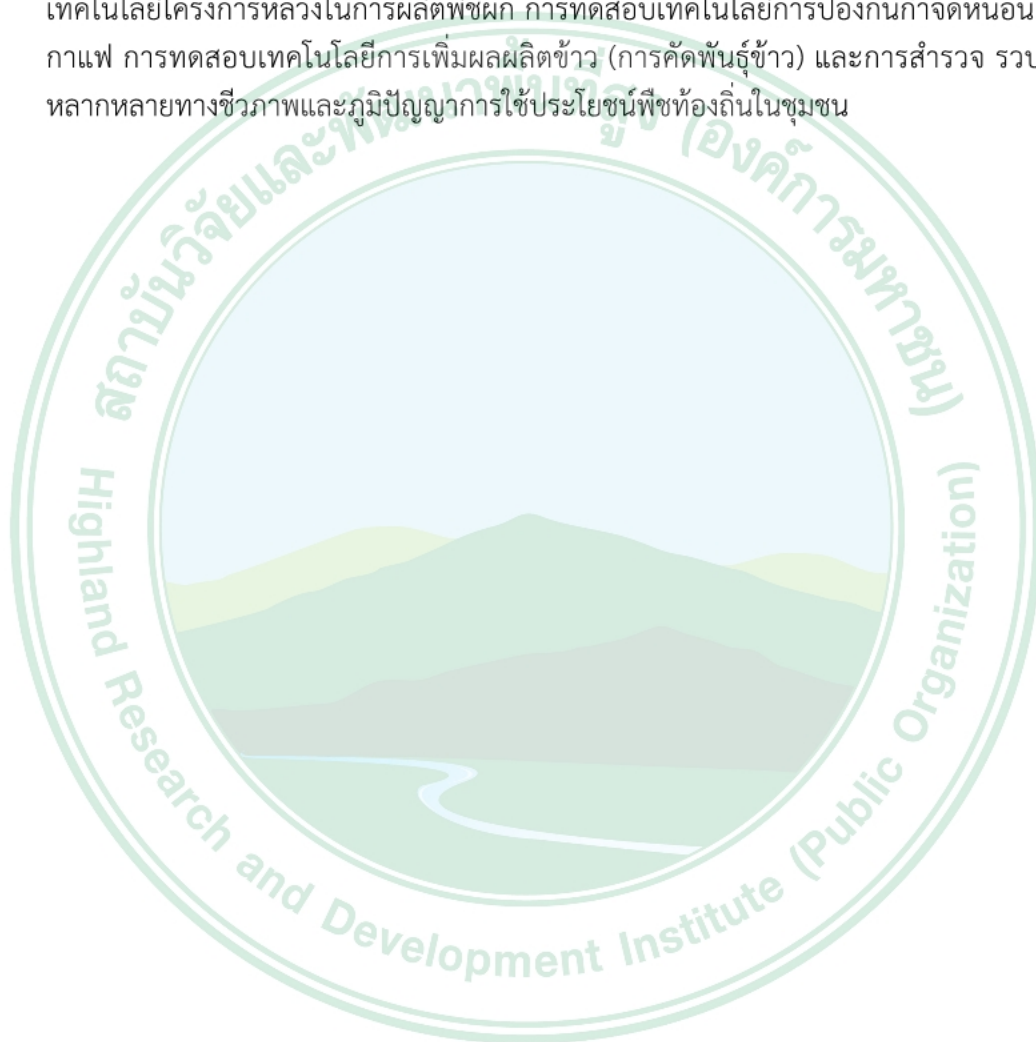 เทคโนโลยีโครงการหลวงในการผลิตพืชผัก การทดสอบเทคโนโลยีการป้องกันกำจัดหนอน
กาแฟ การทดสอบเทคโนโลยีการเพิ่มผลผลิตข้าว (การคัดพันธุ์ข้าว) และการสำรวจ รวบ
หลากหลายทางชีวภาพและภูมิปัญญาการใช้ประโยชน์พืชท้องถิ่นในชุมชน
สถาบันวิจัยและพัฒนาพื้นที่สูง (องค์การมหาชน)
Highland Research and Development Institute (Public Organization)